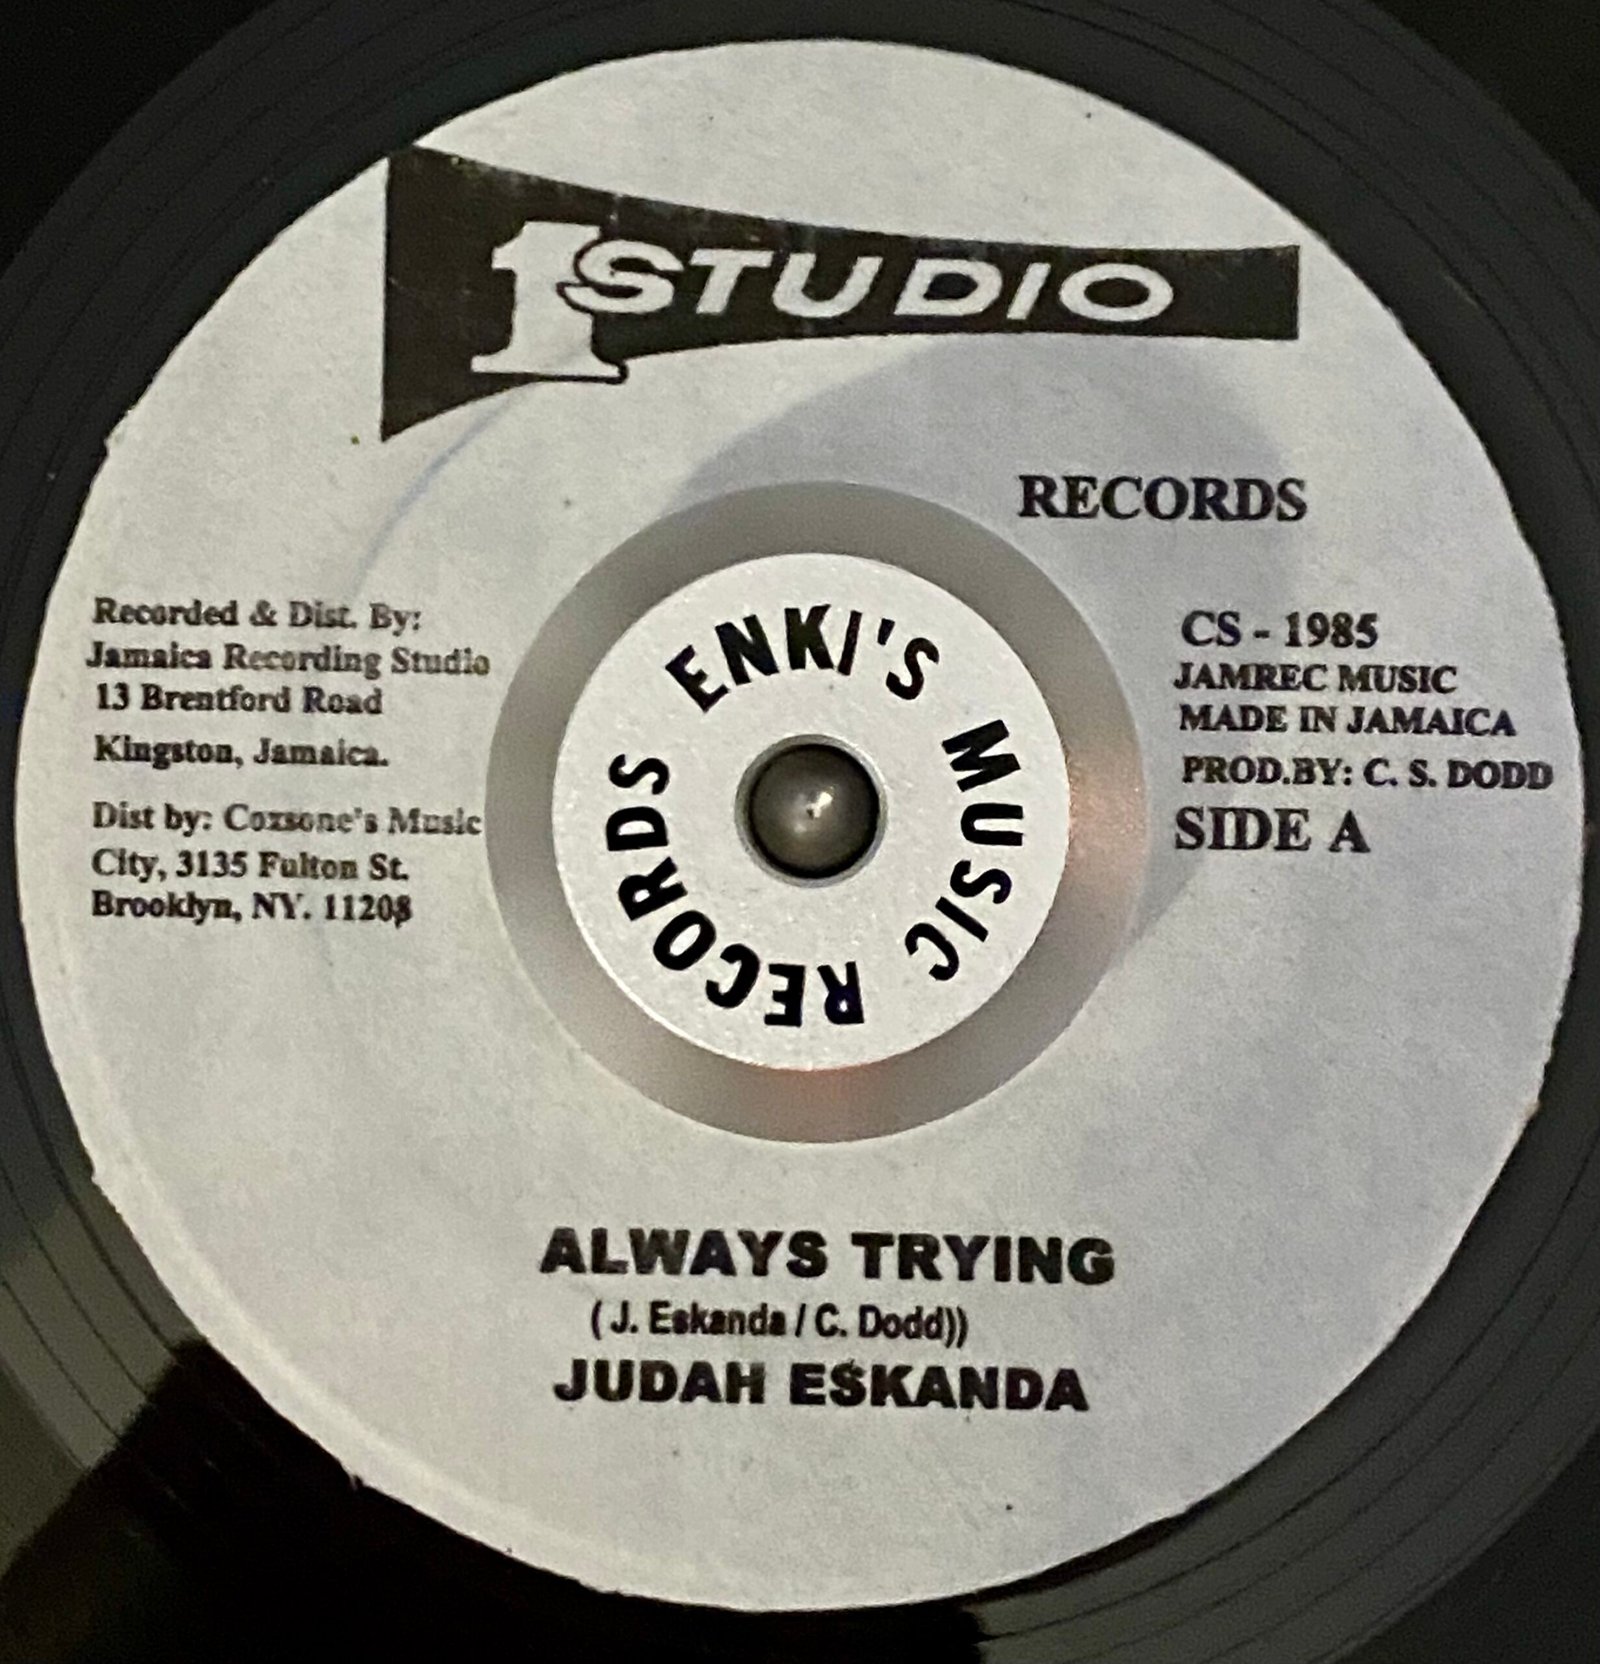 1 STUDIO
RECORDS
Recorded & Dist. By:
Jamaica Recording Studio
13 Brentford Road
Kingston, Jamaica.
Dist by: Coxsone's Music
City, 3135 Fulton St.
Brooklyn, NY. 11208
ENKI'S MUSIC RECORDS
CS - 1985
JAMREC MUSIC
MADE IN JAMAICA
PROD.BY: C. S. DODD
SIDE A
ALWAYS TRYING
( J. Eskanda / C. Dodd))
JUDAH ESKANDA